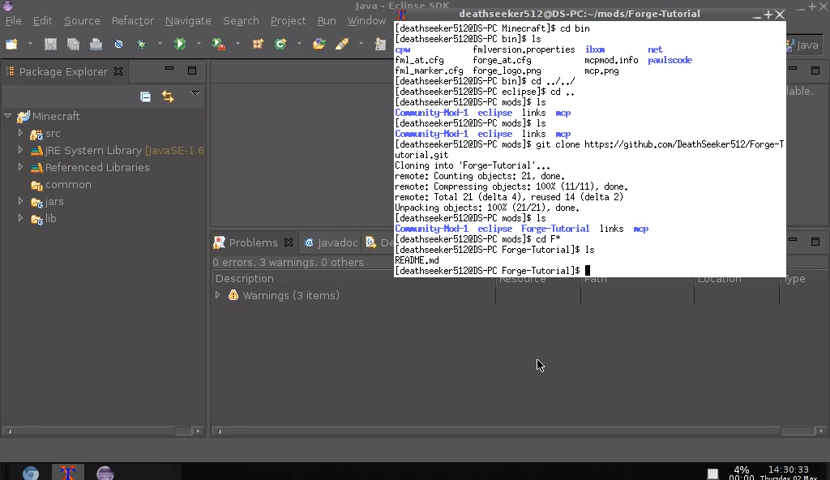 Java - Eclipse SDK
File Edit Source Refactor Navigate Search Project Run Window
deathseeker512@DS-PC:~/mods/Forge-Tutorial
Java
Package Explorer
Minecraft
src
JRE System Library [JavaSE-1.6
Referenced Libraries
common
jars
lib
[deathseeker512@DS-PC Minecraft]$ cd bin
[deathseeker512@DS-PC bin]$ ls
cpw fmlversion.properties ibxm net
fml_at.cfg forge_at.cfg mcpmod.info paulscode
fml_marker.cfg forge_logo.png mcp.png
[deathseeker512@DS-PC bin]$ cd ../../
[deathseeker512@DS-PC eclipse]$ cd ..
[deathseeker512@DS-PC mods]$ ls
Community-Mod-1 eclipse links mcp
[deathseeker512@DS-PC mods]$ ls
Community-Mod-1 eclipse links mcp
[deathseeker512@DS-PC mods]$ git clone https://github.com/DeathSeeker512/Forge-T
utorial.git
Cloning into 'Forge-Tutorial'...
remote: Counting objects: 21, done.
remote: Compressing objects: 100% (11/11), done.
remote: Total 21 (delta 4), reused 14 (delta 2)
Unpacking objects: 100% (21/21), done.
[deathseeker512@DS-PC mods]$ ls
Community-Mod-1 eclipse Forge-Tutorial links mcp
[deathseeker512@DS-PC mods]$ cd F*
[deathseeker512@DS-PC Forge-Tutorial]$ ls
README.md
[deathseeker512@DS-PC Forge-Tutorial]$
lable.
Problems Javadoc De
0 errors, 3 warnings, 0 others
Description Resource Path Location Type
Warnings (3 items)
4%
00:00
14:30:33
Thursday 02 May